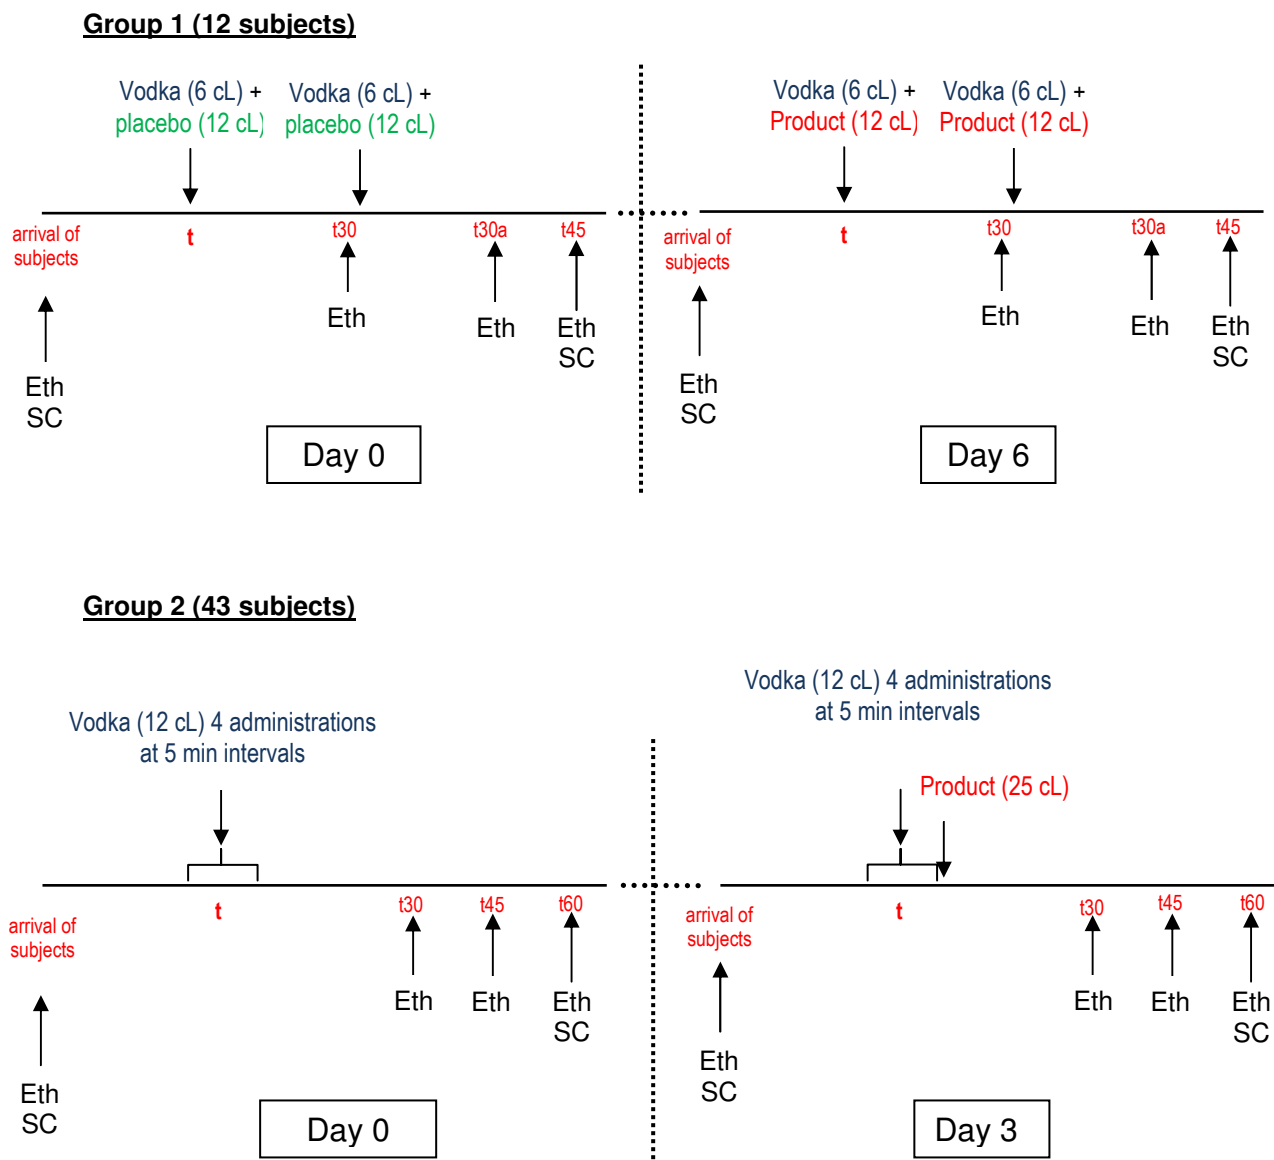 Group 1 (12 subjects)
Vodka (6 cL) +
placebo (12 cL)
Vodka (6 cL) +
placebo (12 cL)
arrival of
subjects
t
t30
t30a
t45
Eth
Eth
Eth
SC
Eth
SC
Day 0
Vodka (6 cL) +
Product (12 cL)
Vodka (6 cL) +
Product (12 cL)
arrival of
subjects
t
t30
t30a
t45
Eth
Eth
Eth
SC
Eth
SC
Day 6
Group 2 (43 subjects)
Vodka (12 cL) 4 administrations
at 5 min intervals
arrival of
subjects
t
t30
t45
t60
Eth
Eth
Eth
SC
Eth
SC
Day 0
Vodka (12 cL) 4 administrations
at 5 min intervals
Product (25 cL)
arrival of
subjects
t
t30
t45
t60
Eth
Eth
Eth
SC
Eth
SC
Day 3